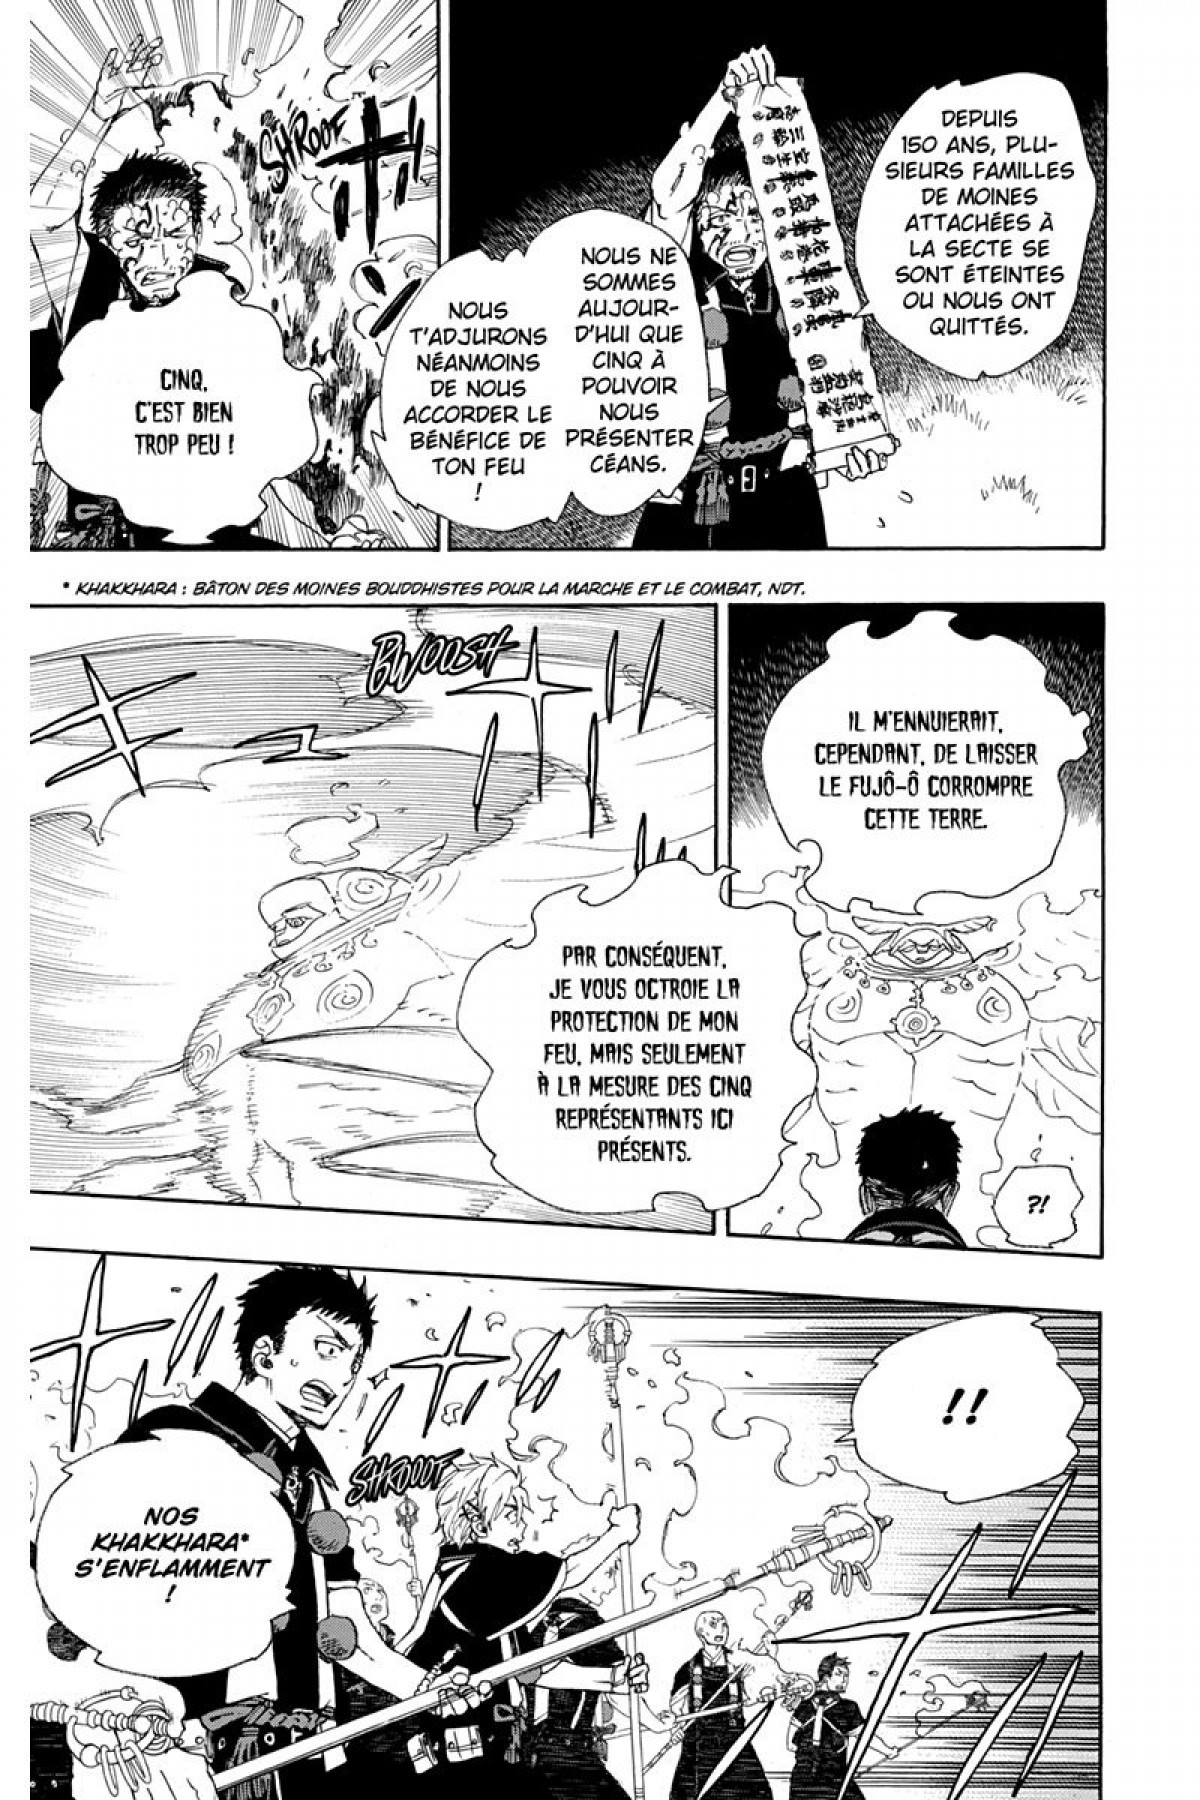 DEPUIS
150 ANS, PLU-
SIEURS FAMILLES
DE MOINES
ATTACHÉES À
LA SECTE SE
SONT ÉTEINTES
OU NOUS ONT
QUITTÉS.
NOUS NE
SOMMES
AUJOUR-
D'HUI QUE
CINQ À
POUVOIR
NOUS
PRÉSENTER
CÉANS.
NOUS
T'ADJURONS
NÉANMOINS
DE NOUS
ACCORDER LE
BÉNÉFICE DE
TON FEU
!
SHROOF
CINQ,
C'EST BIEN
TROP PEU !
* KHAKKHARA : BÂTON DES MOINES BOUDDHISTES POUR LA MARCHE ET LE COMBAT, NDT.
IL M'ENNUIERAIT,
CEPENDANT, DE LAISSER
LE FUJÔ-Ô CORROMPRE
CETTE TERRE.
?!
BWOOSH
PAR CONSÉQUENT,
JE VOUS OCTROIE LA
PROTECTION DE MON
FEU, MAIS SEULEMENT
À LA MESURE DES CINQ
REPRÉSENTANTS ICI
PRÉSENTS.
!!
SHROOOF
NOS
KHAKKHARA*
S'ENFLAMMENT
!